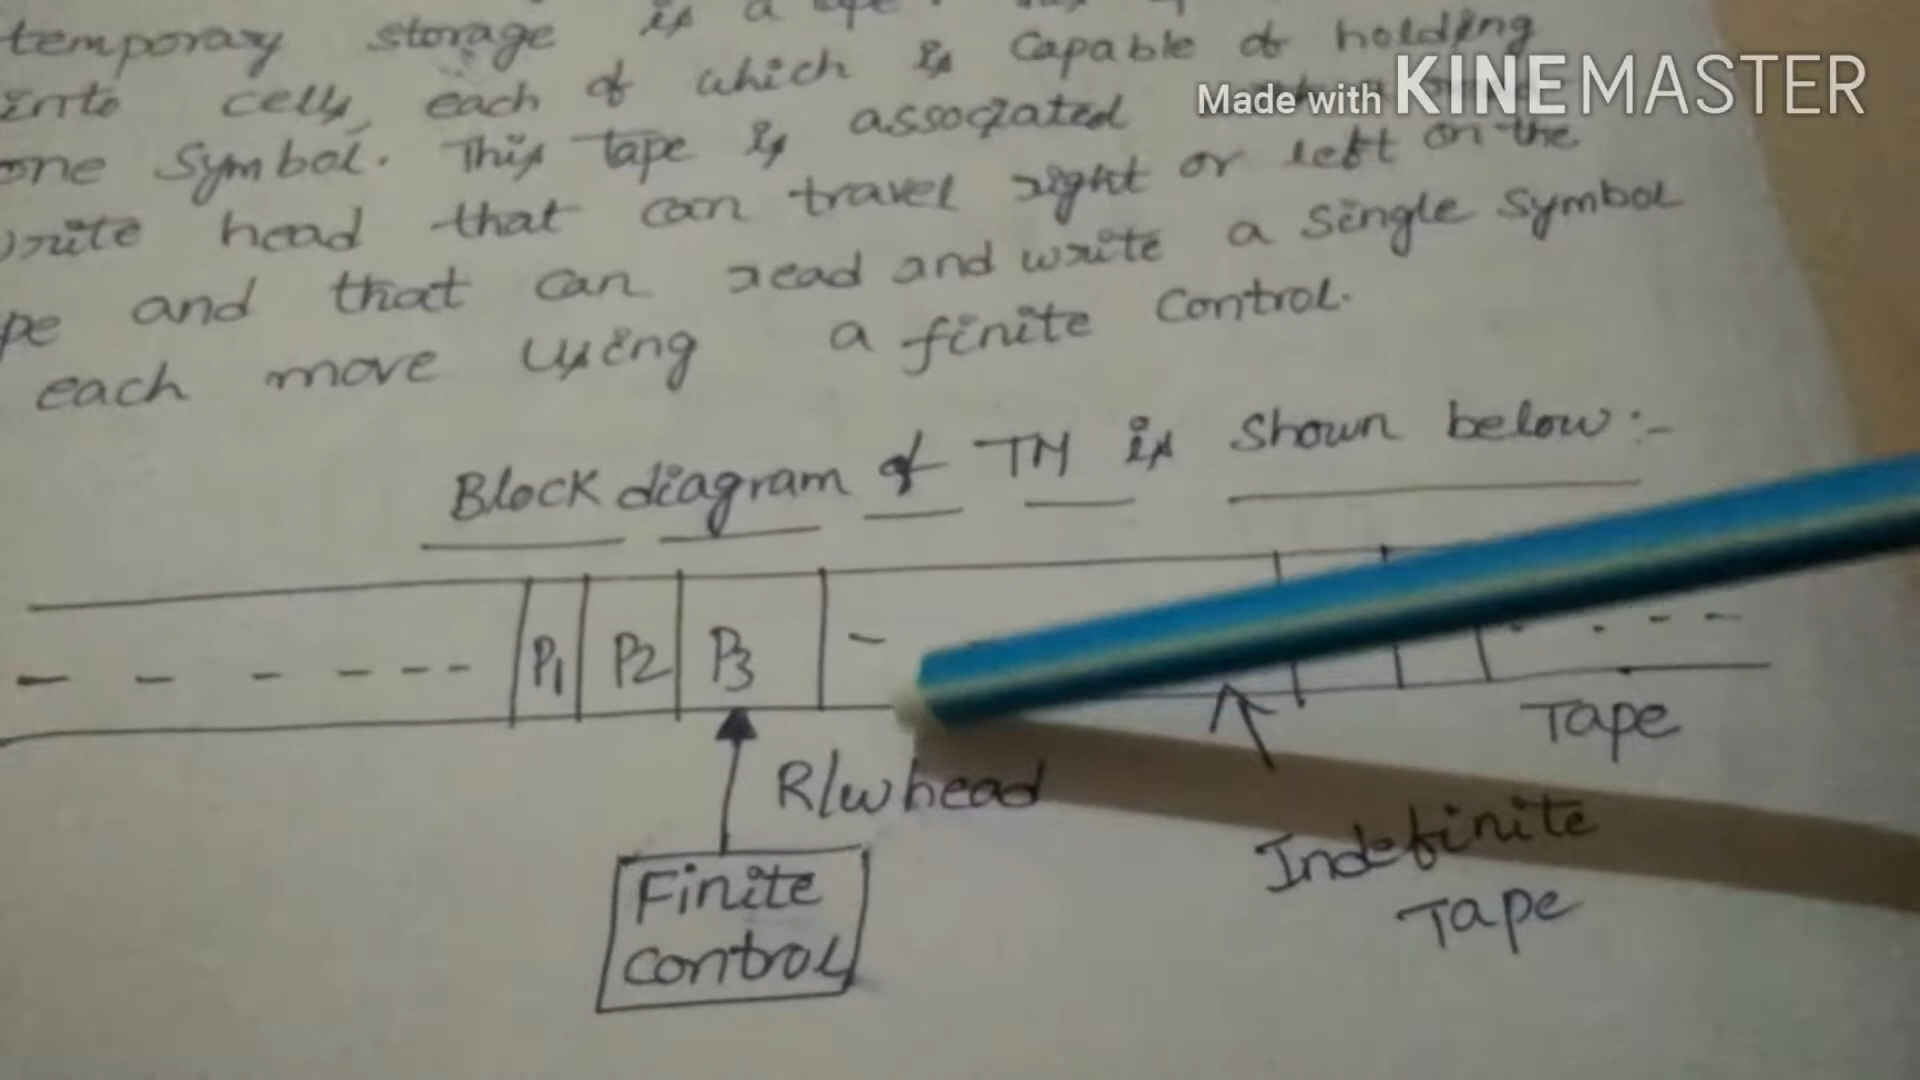 temporary storage is a
into cells, each of which is capable of holding
one symbol. This tape is associated
write head that can travel right or left on the
pe and that can read and write a single symbol
each move using a finite control.
Made with KINEMASTER
Block diagram of TM is shown below :-
P1 P2 P3
Tape
R/w head
Indefinite
Tape
Finite
control